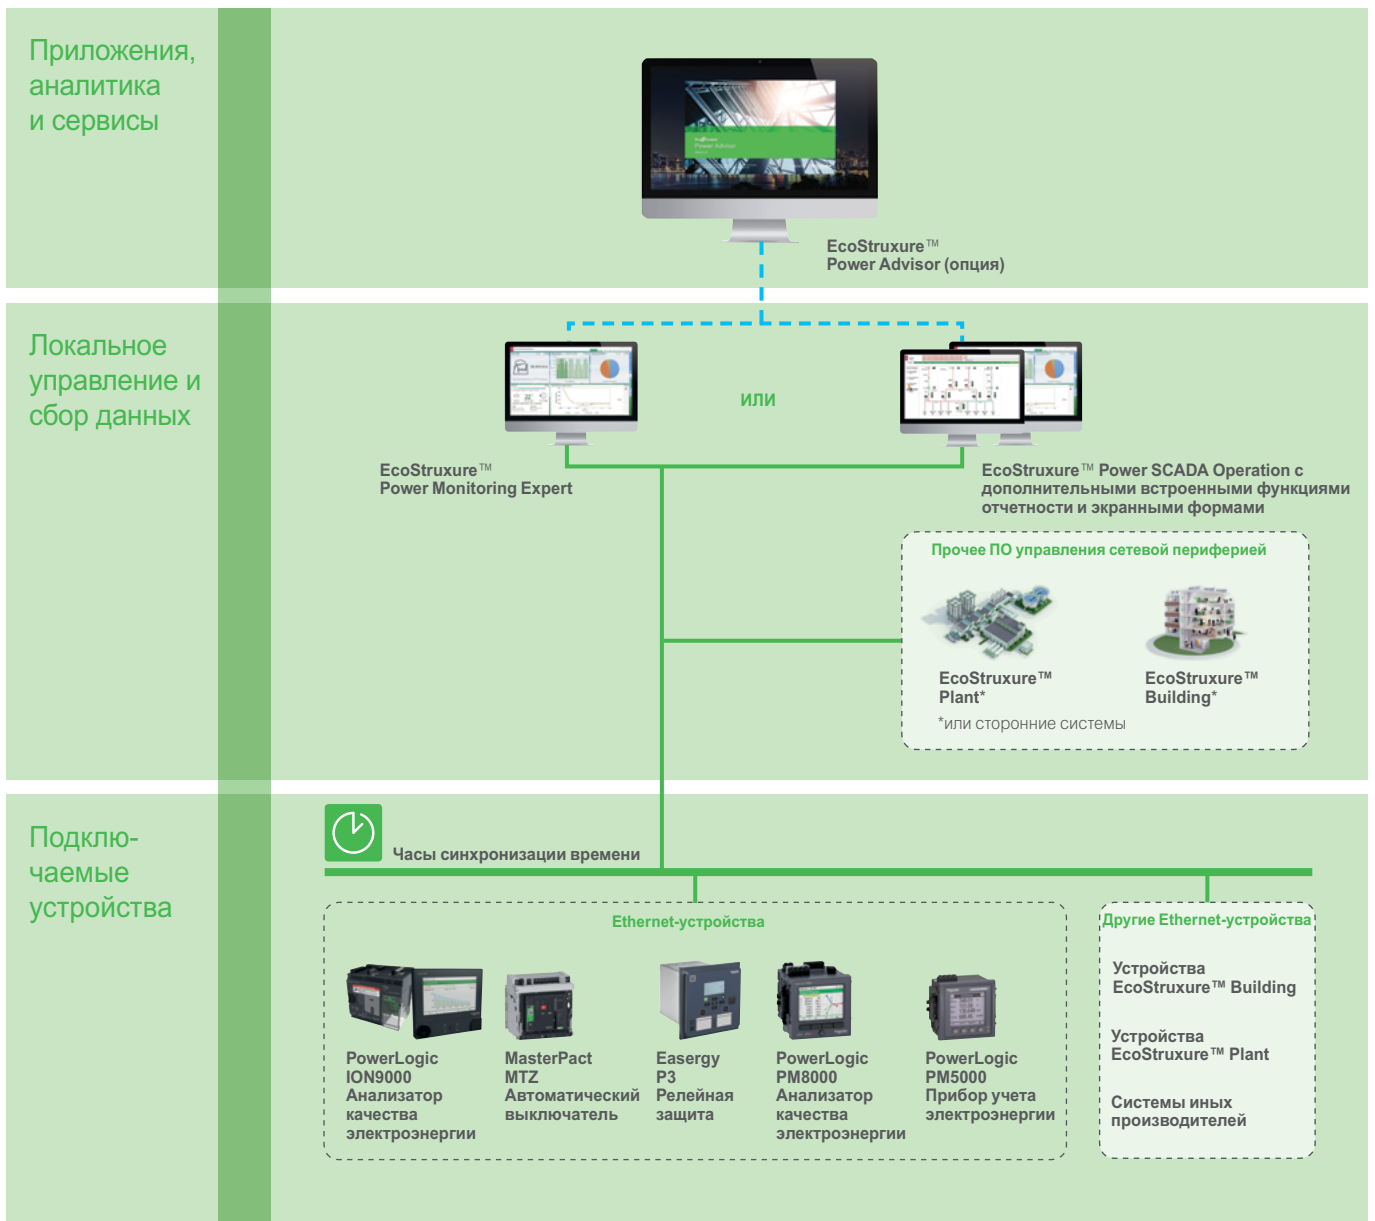 Приложения,
аналитика
и сервисы
Power Advisor
EcoStruxure™
Power Advisor (опция)
Локальное
управление и
сбор данных
ИЛИ
EcoStruxure™
Power Monitoring Expert
EcoStruxure™ Power SCADA Operation с
дополнительными встроенными функциями
отчетности и экранными формами
Прочее ПО управления сетевой периферией
EcoStruxure™
Plant*
EcoStruxure™
Building*
*или сторонние системы
Подклю-
чаемые
устройства
Часы синхронизации времени
Ethernet-устройства
PowerLogic
ION9000
Анализатор
качества
электроэнергии
MasterPact
MTZ
Автоматический
выключатель
Easergy
P3
Релейная
защита
PowerLogic
PM8000
Анализатор
качества
электроэнергии
PowerLogic
PM5000
Прибор учета
электроэнергии
Другие Ethernet-устройства
Устройства
EcoStruxure™ Building
Устройства
EcoStruxure™ Plant
Системы иных
производителей